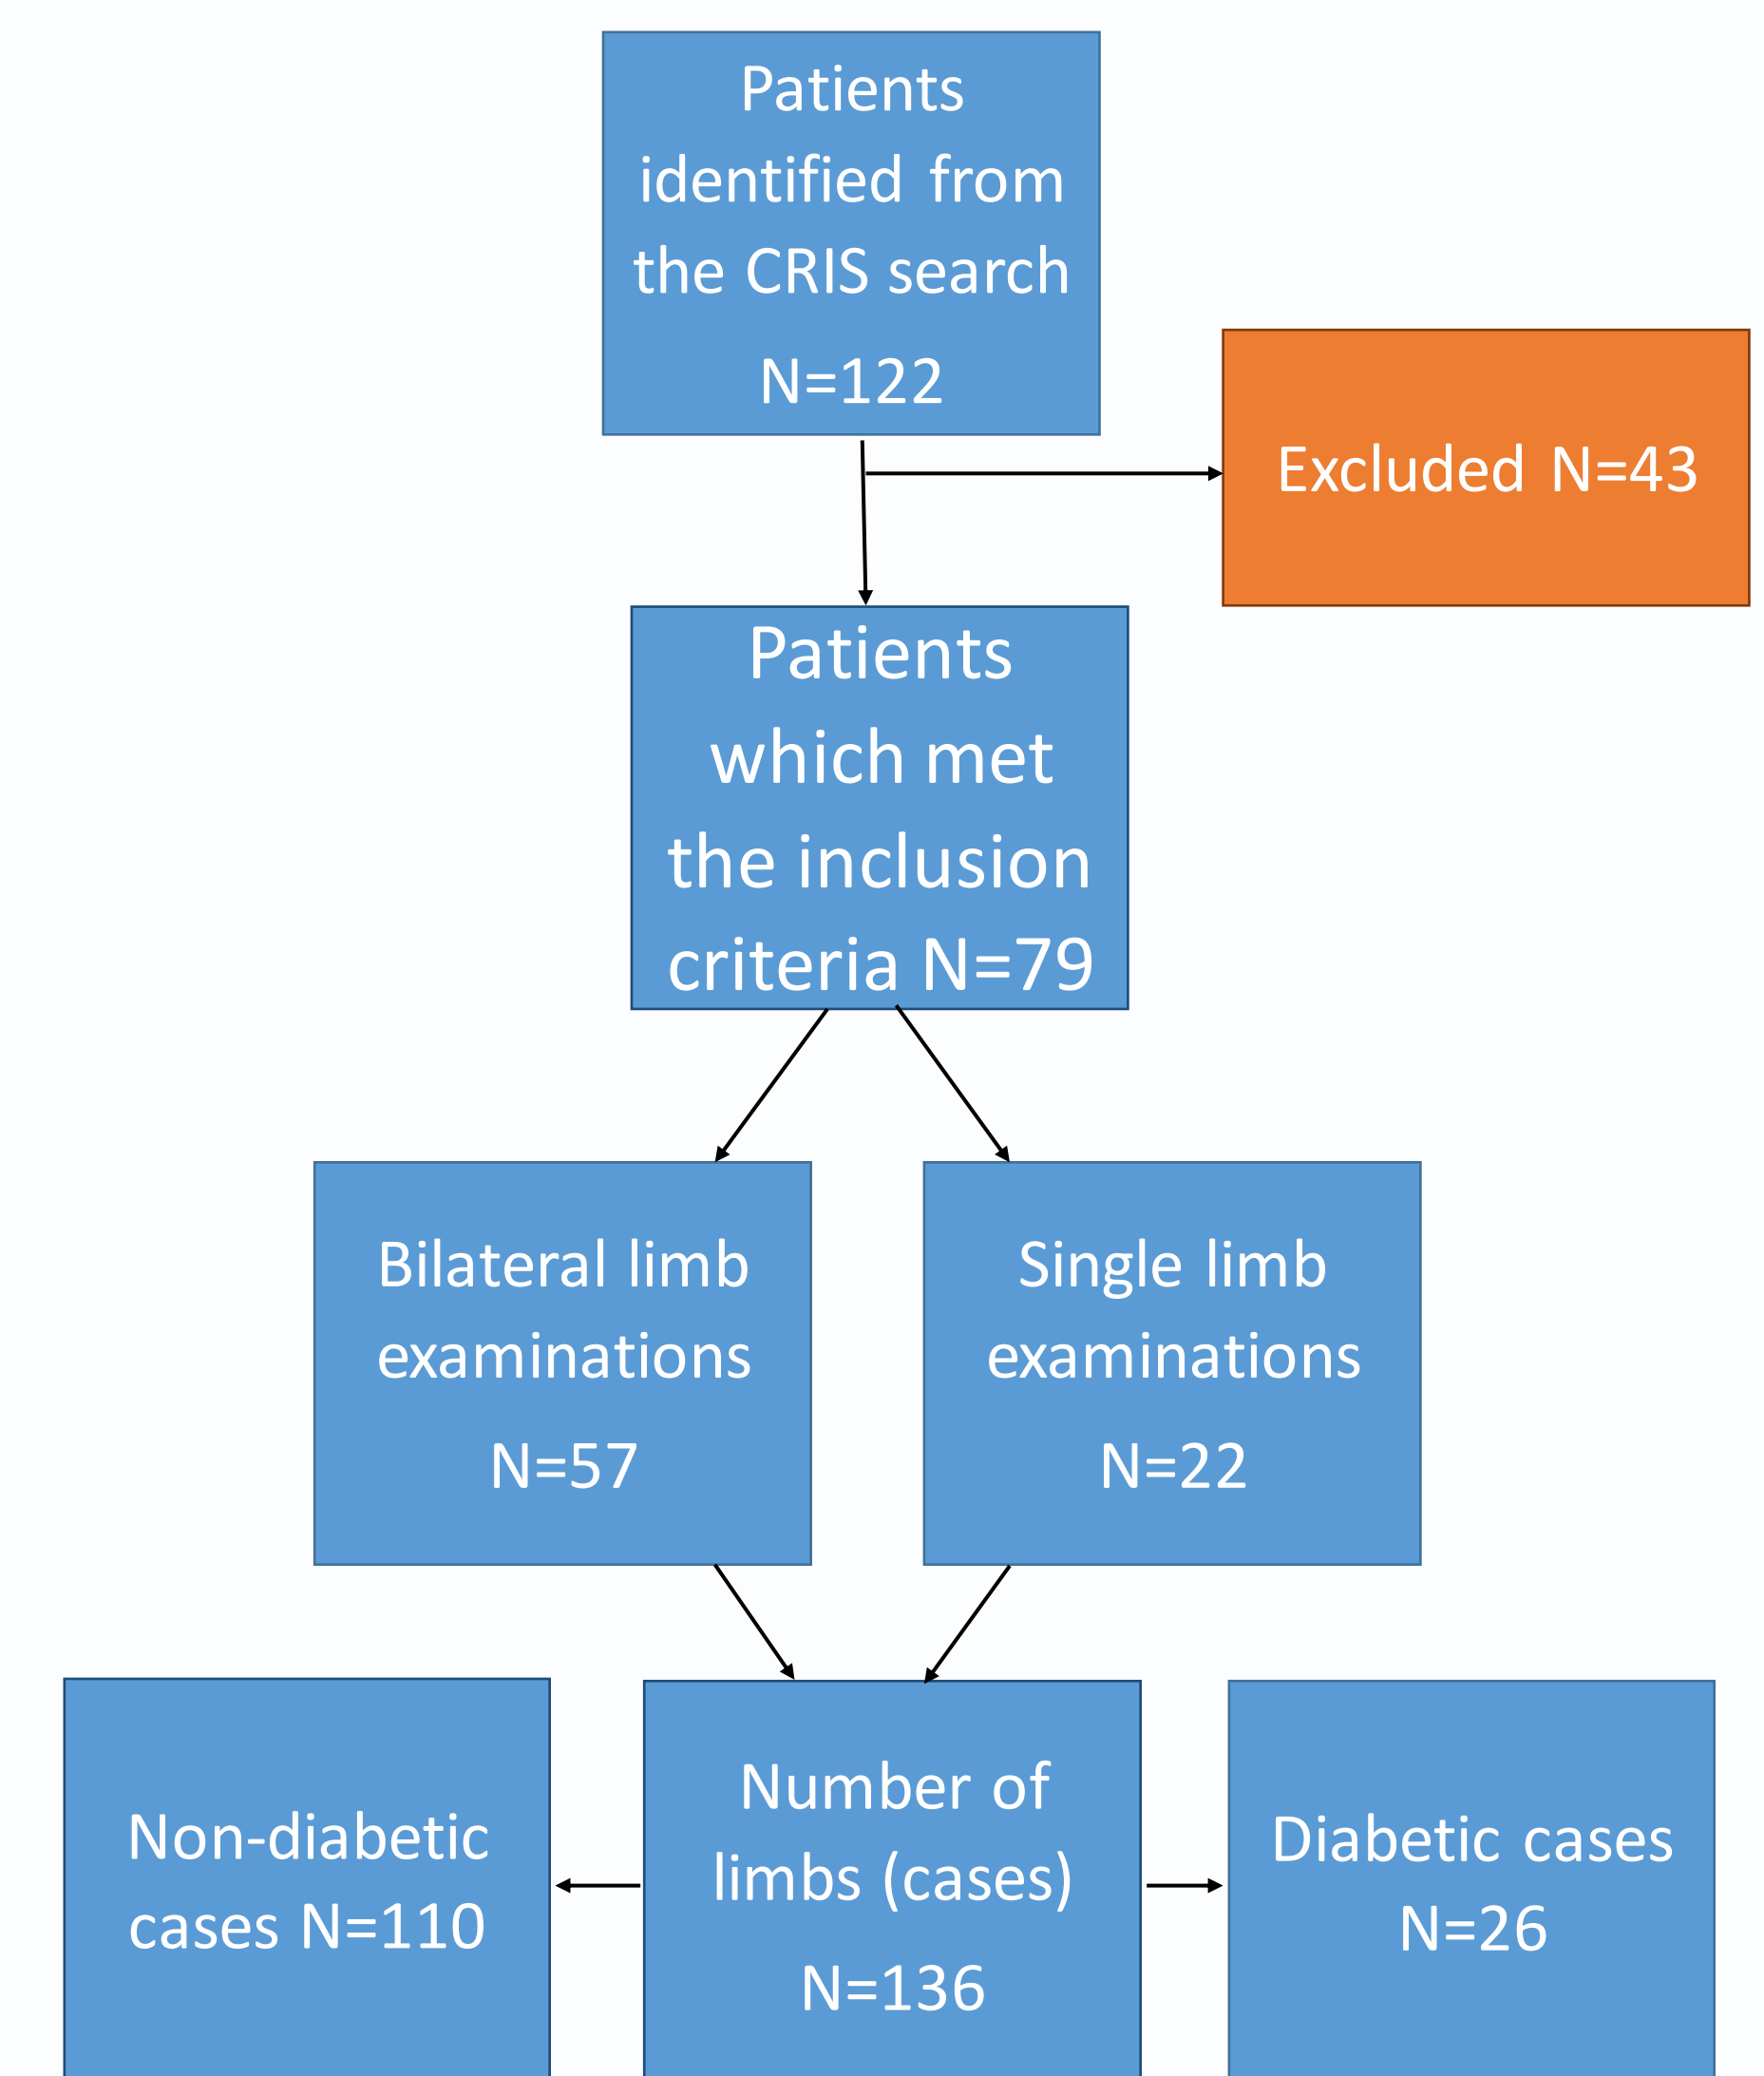 Patients
identified from
the CRIS search
N=122
Excluded N=43
Patients
which met
the inclusion
criteria N=79
Bilateral limb
examinations
N=57
Single limb
examinations
N=22
Non-diabetic
cases N=110
Number of
limbs (cases)
N=136
Diabetic cases
N=26